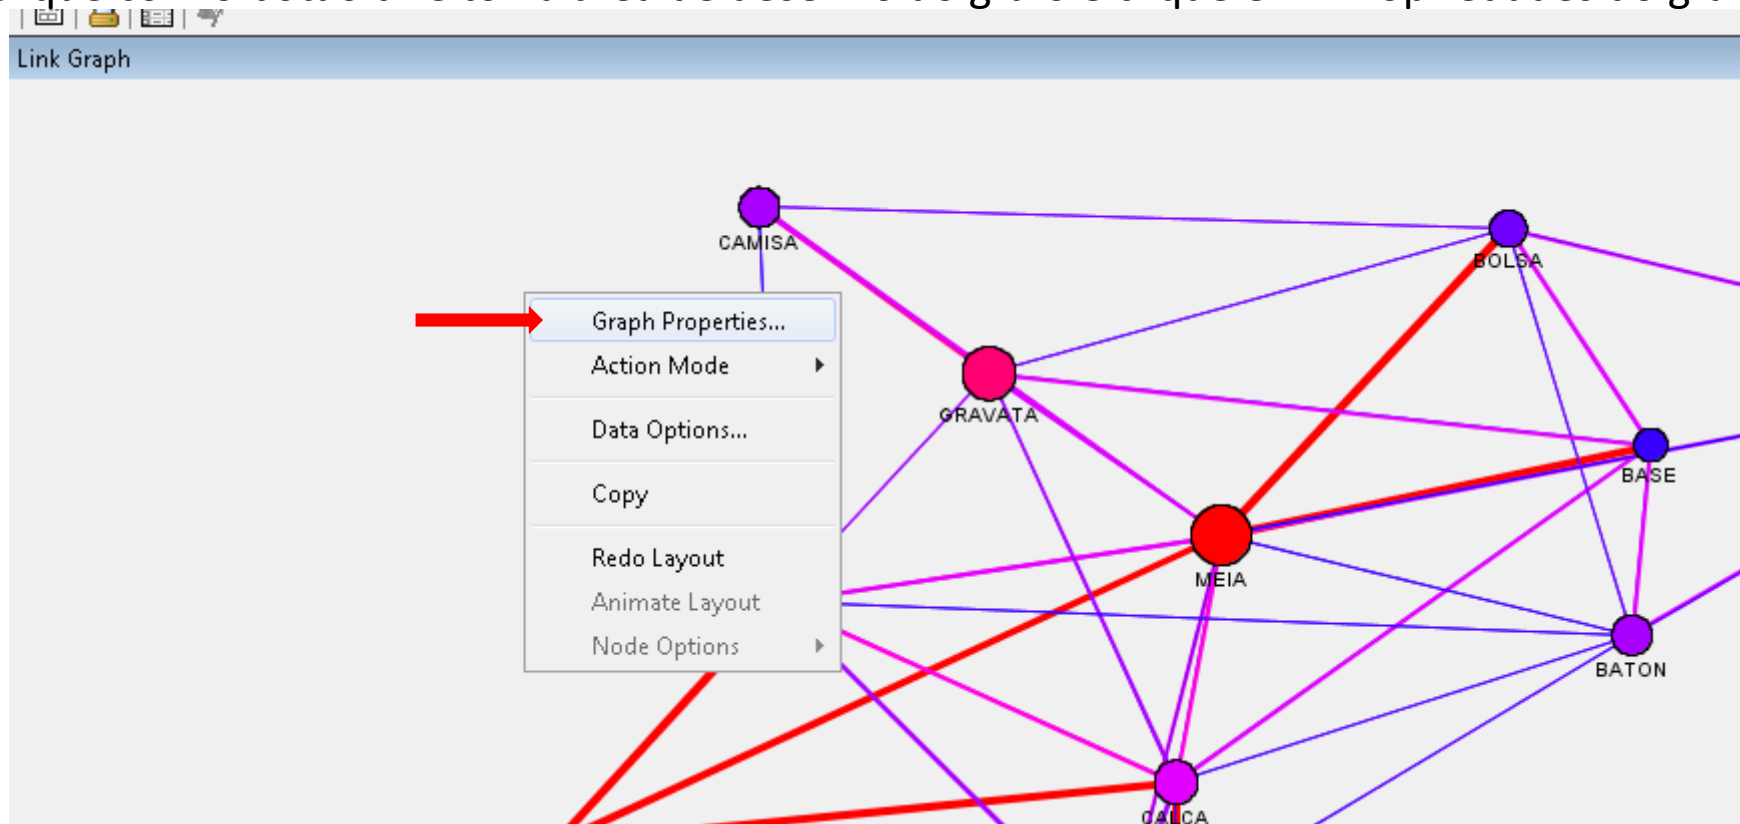 Link Graph
CAMISA
BOLSA
Graph Properties...
Action Mode
GRAVATA
Data Options...
BASE
Copy
Redo Layout
MEIA
Animate Layout
Node Options
BATON
CALCA